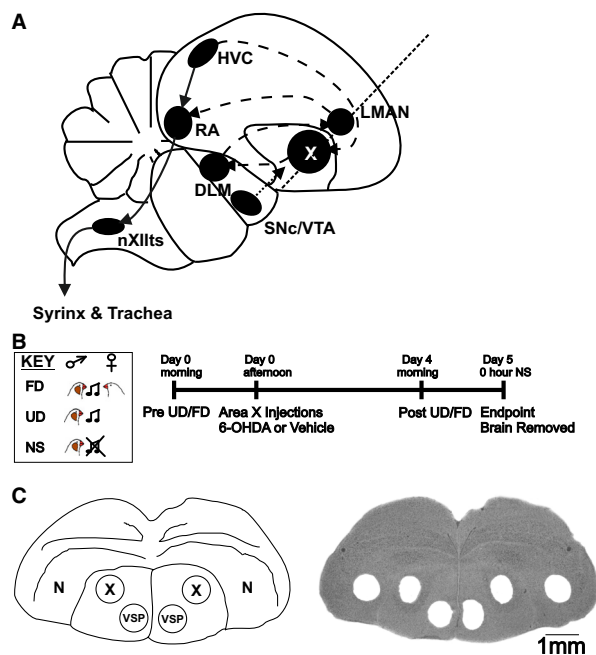 A
HVC
LMAN
RA
X
DLM
SNc/VTA
nXIIts
Syrinx & Trachea
B
KEY
FD
UD
NS
Day 0 morning
Day 0 afternoon
Day 4 morning
Day 5 0 hour NS
Pre UD/FD
Area X Injections 6-OHDA or Vehicle
Post UD/FD
Endpoint Brain Removed
C
N
X
X
N
VSP
VSP
1mm